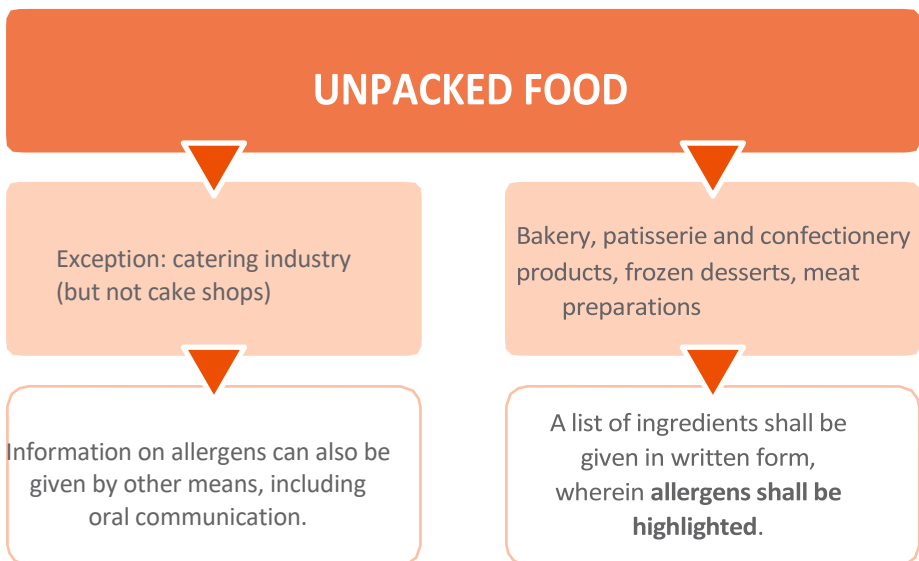 UNPACKED FOOD
Exception: catering industry
(but not cake shops)
Bakery, patisserie and confectionery
products, frozen desserts, meat
preparations
Information on allergens can also be
given by other means, including
oral communication.
A list of ingredients shall be
given in written form,
wherein allergens shall be
highlighted.